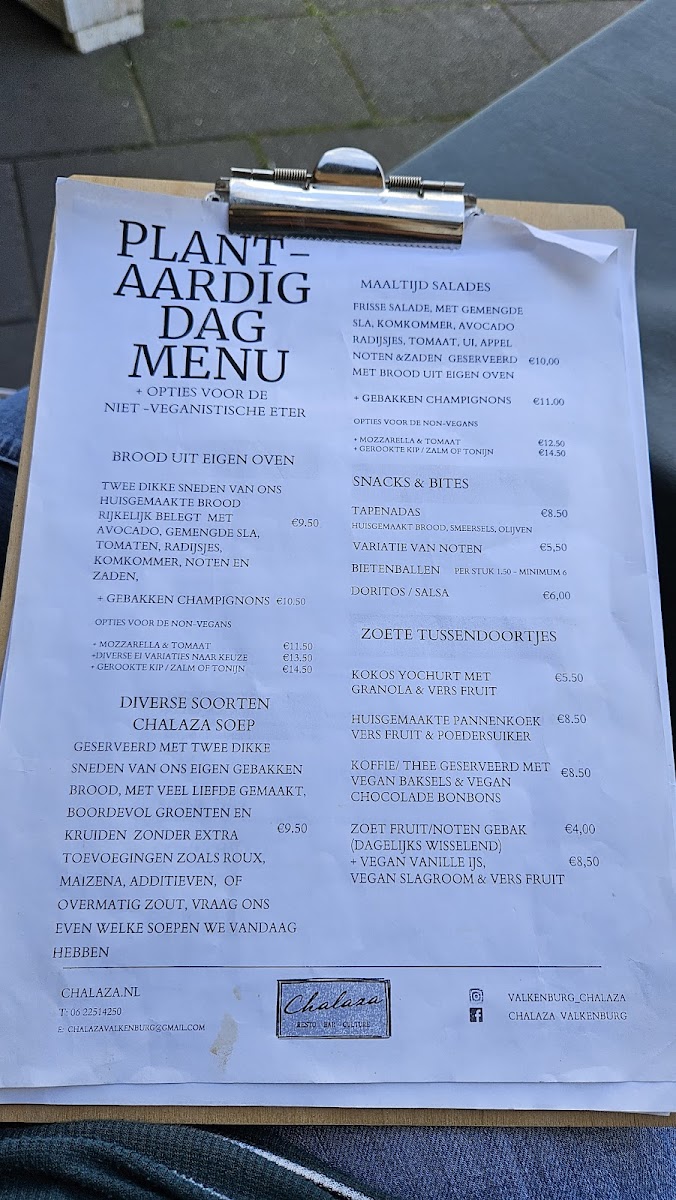 PLANT-
AARDIG
DAG
MENU
+ OPTIES VOOR DE
NIET -VEGANISTISCHE ETER
BROOD UIT EIGEN OVEN
TWEE DIKKE SNEDEN VAN ONS
HUISGEMAAKTE BROOD
RIJKELIJK BELEGT MET €9.50
AVOCADO, GEMENGDE SLA,
TOMATEN, RADIJSJES,
KOMKOMMER, NOTEN EN
ZADEN,
+ GEBAKKEN CHAMPIGNONS €10.50
OPTIES VOOR DE NON-VEGANS
+ MOZZARELLA & TOMAAT €11.50
+DIVERSE EI VARIATIES NAAR KEUZE €13.50
+ GEROOKTE KIP / ZALM OF TONIJN €14.50
DIVERSE SOORTEN
CHALAZA SOEP
GESERVEERD MET TWEE DIKKE
SNEDEN VAN ONS EIGEN GEBAKKEN
BROOD, MET VEEL LIEFDE GEMAAKT,
BOORDEVOL GROENTEN EN
KRUIDEN ZONDER EXTRA €9.50
TOEVOEGINGEN ZOALS ROUX,
MAIZENA, ADDITIEVEN, OF
OVERMATIG ZOUT, VRAAG ONS
EVEN WELKE SOEPEN WE VANDAAG
HEBBEN
MAALTIJD SALADES
FRISSE SALADE, MET GEMENGDE
SLA, KOMKOMMER, AVOCADO
RADIJSJES, TOMAAT, UI, APPEL
NOTEN &ZADEN GESERVEERD €10,00
MET BROOD UIT EIGEN OVEN
+ GEBAKKEN CHAMPIGNONS €11.00
OPTIES VOOR DE NON-VEGANS
+ MOZZARELLA & TOMAAT €12.50
+ GEROOKTE KIP / ZALM OF TONIJN €14.50
SNACKS & BITES
TAPENADAS €8.50
HUISGEMAAKT BROOD, SMEERSELS, OLIJVEN
VARIATIE VAN NOTEN €5,50
BIETENBALLEN PER STUK 1.50 - MINIMUM 6
DORITOS / SALSA €6,00
ZOETE TUSSENDOORTJES
KOKOS YOCHURT MET €5.50
GRANOLA & VERS FRUIT
HUISGEMAAKTE PANNENKOEK €8.50
VERS FRUIT & POEDERSUIKER
KOFFIE/ THEE GESERVEERD MET
VEGAN BAKSELS & VEGAN €8.50
CHOCOLADE BONBONS
ZOET FRUIT/NOTEN GEBAK €4,00
(DAGELIJKS WISSELEND)
+ VEGAN VANILLE IJS, €8,50
VEGAN SLAGROOM & VERS FRUIT
CHALAZA.NL
T: 06 22514250
E: CHALAZAVALKENBURG@GMAIL.COM
Chalaza
RESTO · BAR · CULTURE
VALKENBURG_CHALAZA
CHALAZA VALKENBURG